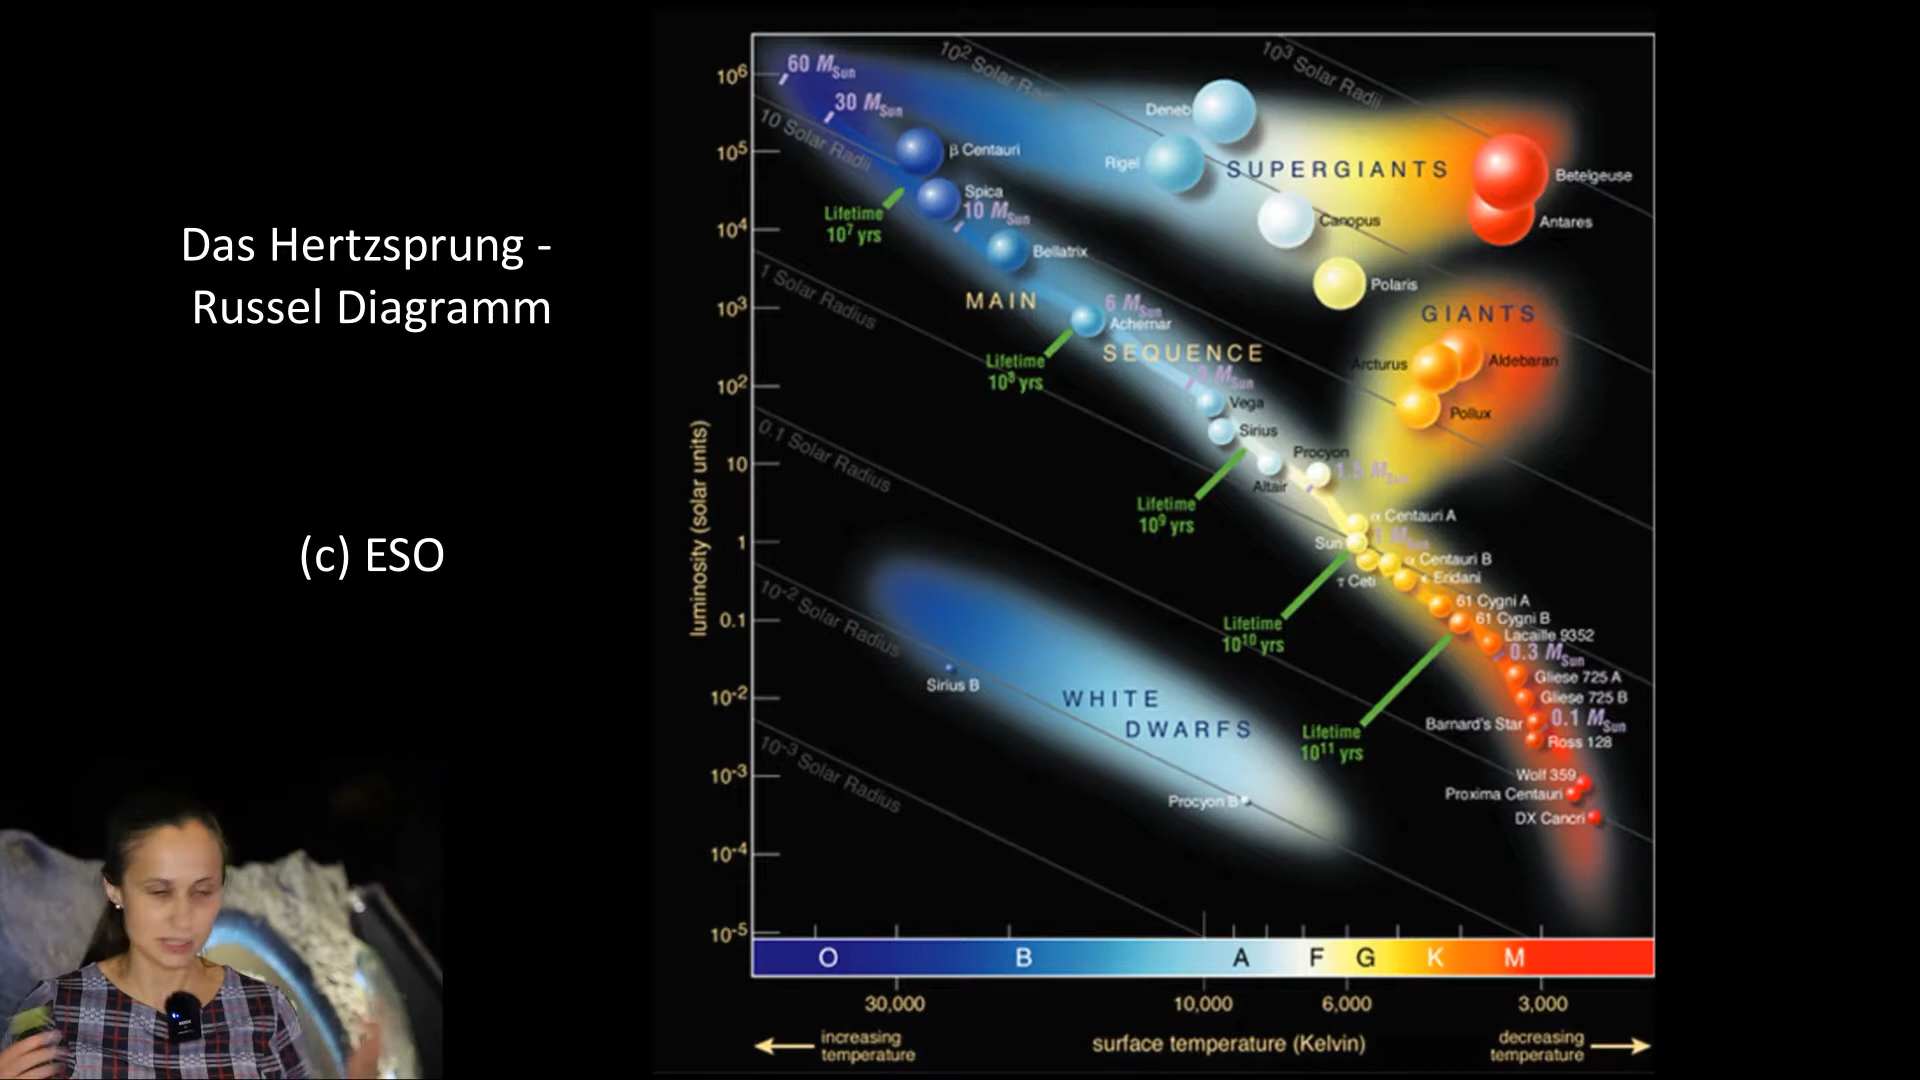 Das Hertzsprung -
Russel Diagramm
(c) ESO
luminosity (solar units)
10⁶
10⁵
10⁴
10³
10²
10
1
0.1
10⁻²
10⁻³
10⁻⁴
10⁻⁵
10² Solar
10³ Solar Radii
10 Solar Radii
1 Solar Radius
0.1 Solar Radius
10⁻² Solar Radius
10⁻³ Solar Radius
60 MSun
30 MSun
Deneb
β Centauri
Rigel
SUPERGIANTS
Betelgeuse
Spica
10 MSun
Lifetime
10⁷ yrs
Canopus
Antares
Bellatrix
Polaris
MAIN
SEQUENCE
6 MSun
Achernar
GIANTS
Lifetime
10⁸ yrs
Arcturus
Aldebaran
MSun
Vega
Pollux
Sirius
Procyon
1.5 MSun
Altair
Lifetime
10⁹ yrs
α Centauri A
Sun
1 MSun
α Centauri B
τ Ceti
ε Eridani
61 Cygni A
61 Cygni B
Lifetime
10¹⁰ yrs
Lacaille 9352
0.3 MSun
Gliese 725 A
Gliese 725 B
Sirius B
WHITE
DWARFS
Barnard's Star
0.1 MSun
Lifetime
10¹¹ yrs
Ross 128
Wolf 359
Proxima Centauri
Procyon B
DX Cancri
O B A F G K M
30,000 10,000 6,000 3,000
increasing
temperature
surface temperature (Kelvin)
decreasing
temperature